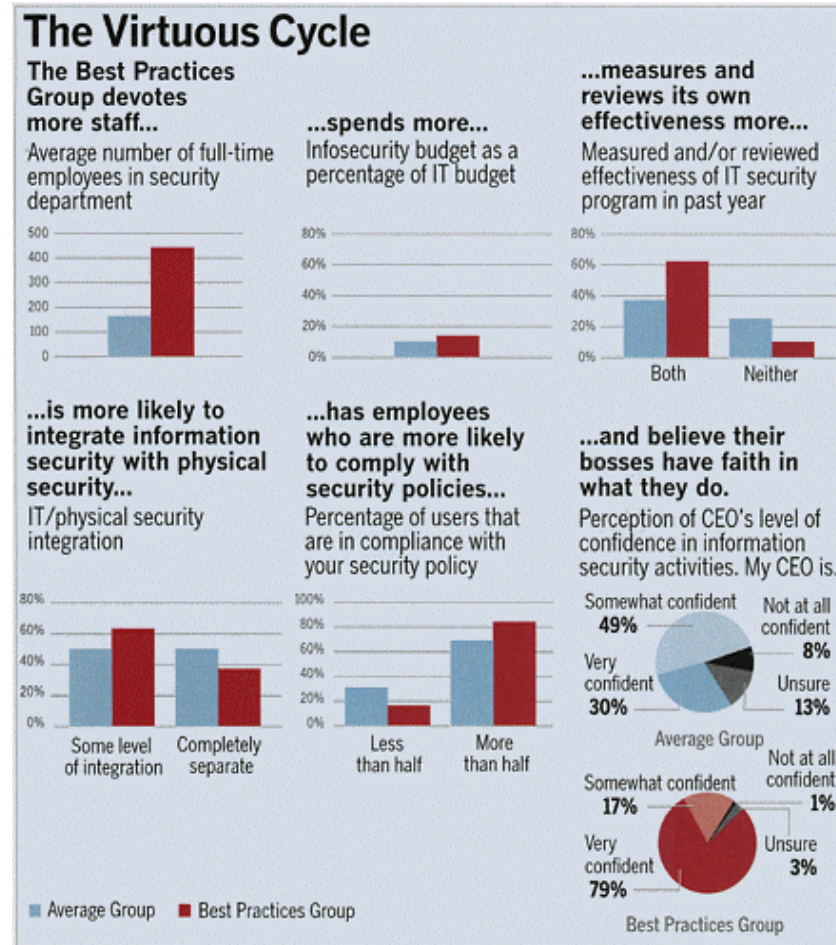 The Virtuous Cycle
The Best Practices
Group devotes
more staff...
Average number of full-time
employees in security
department
500
400
300
200
100
0
...spends more...
Infosecurity budget as a
percentage of IT budget
80%
60%
40%
20%
0%
...measures and
reviews its own
effectiveness more...
Measured and/or reviewed
effectiveness of IT security
program in past year
80%
60%
40%
20%
0%
Both Neither
...is more likely to
integrate information
security with physical
security...
IT/physical security
integration
80%
60%
40%
20%
0%
Some level
of integration
Completely
separate
...has employees
who are more likely
to comply with
security policies...
Percentage of users that
are in compliance with
your security policy
100%
80%
60%
40%
20%
0%
Less
than half
More
than half
...and believe their
bosses have faith in
what they do.
Perception of CEO's level of
confidence in information
security activities. My CEO is.
Somewhat confident
49%
Not at all
confident
8%
Very
confident
30%
Unsure
13%
Average Group
Somewhat confident
17%
Not at all
confident
1%
Very
confident
79%
Unsure
3%
Best Practices Group
Average Group Best Practices Group